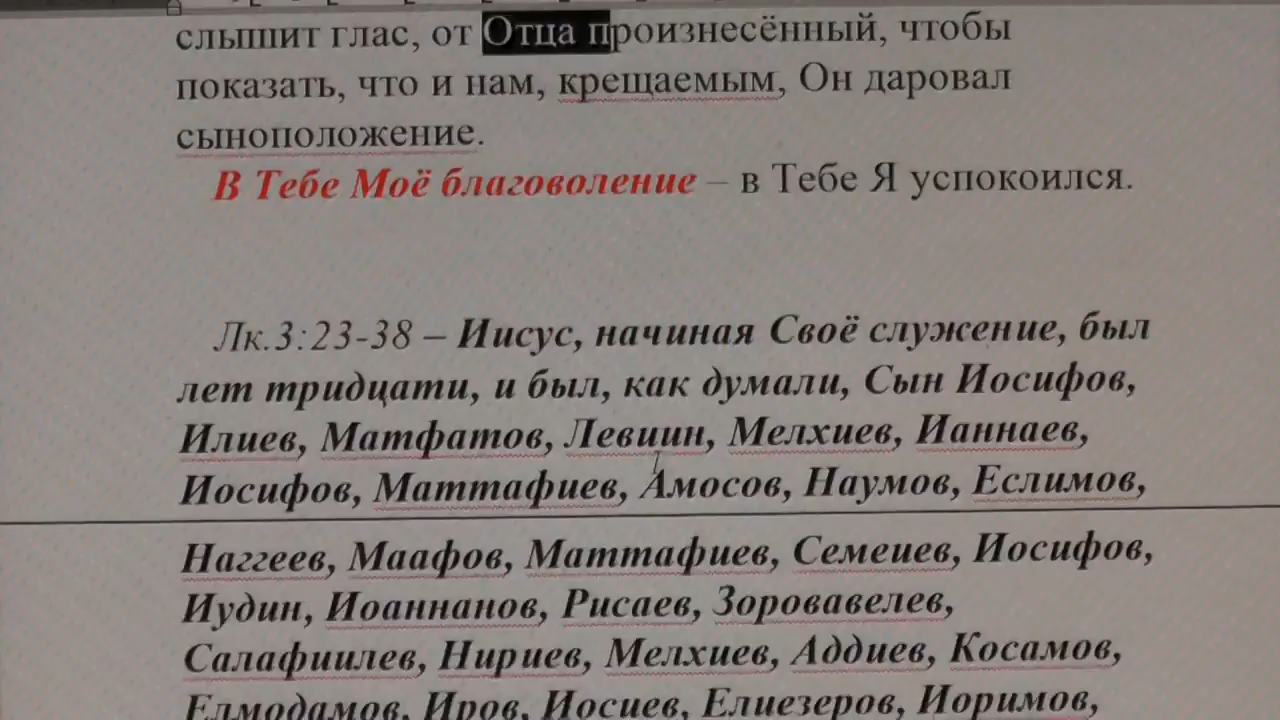 слышит глас, от Отца произнесённый, чтобы
показать, что и нам, крещаемым, Он даровал
сыноположение.
В Тебе Моё благоволение – в Тебе Я успокоился.
Лк.3:23-38 – Иисус, начиная Своё служение, был
лет тридцати, и был, как думали, Сын Иосифов,
Илиев, Матфатов, Левиин, Мелхиев, Ианнаев,
Иосифов, Маттафиев, Амосов, Наумов, Еслимов,
Наггеев, Маафов, Маттафиев, Семеиев, Иосифов,
Иудин, Иоаннанов, Рисаев, Зоровавелев,
Салафиилев, Нириев, Мелхиев, Аддиев, Косамов,
Елмодамов, Иров, Иосиев, Елиезеров, Иоримов,